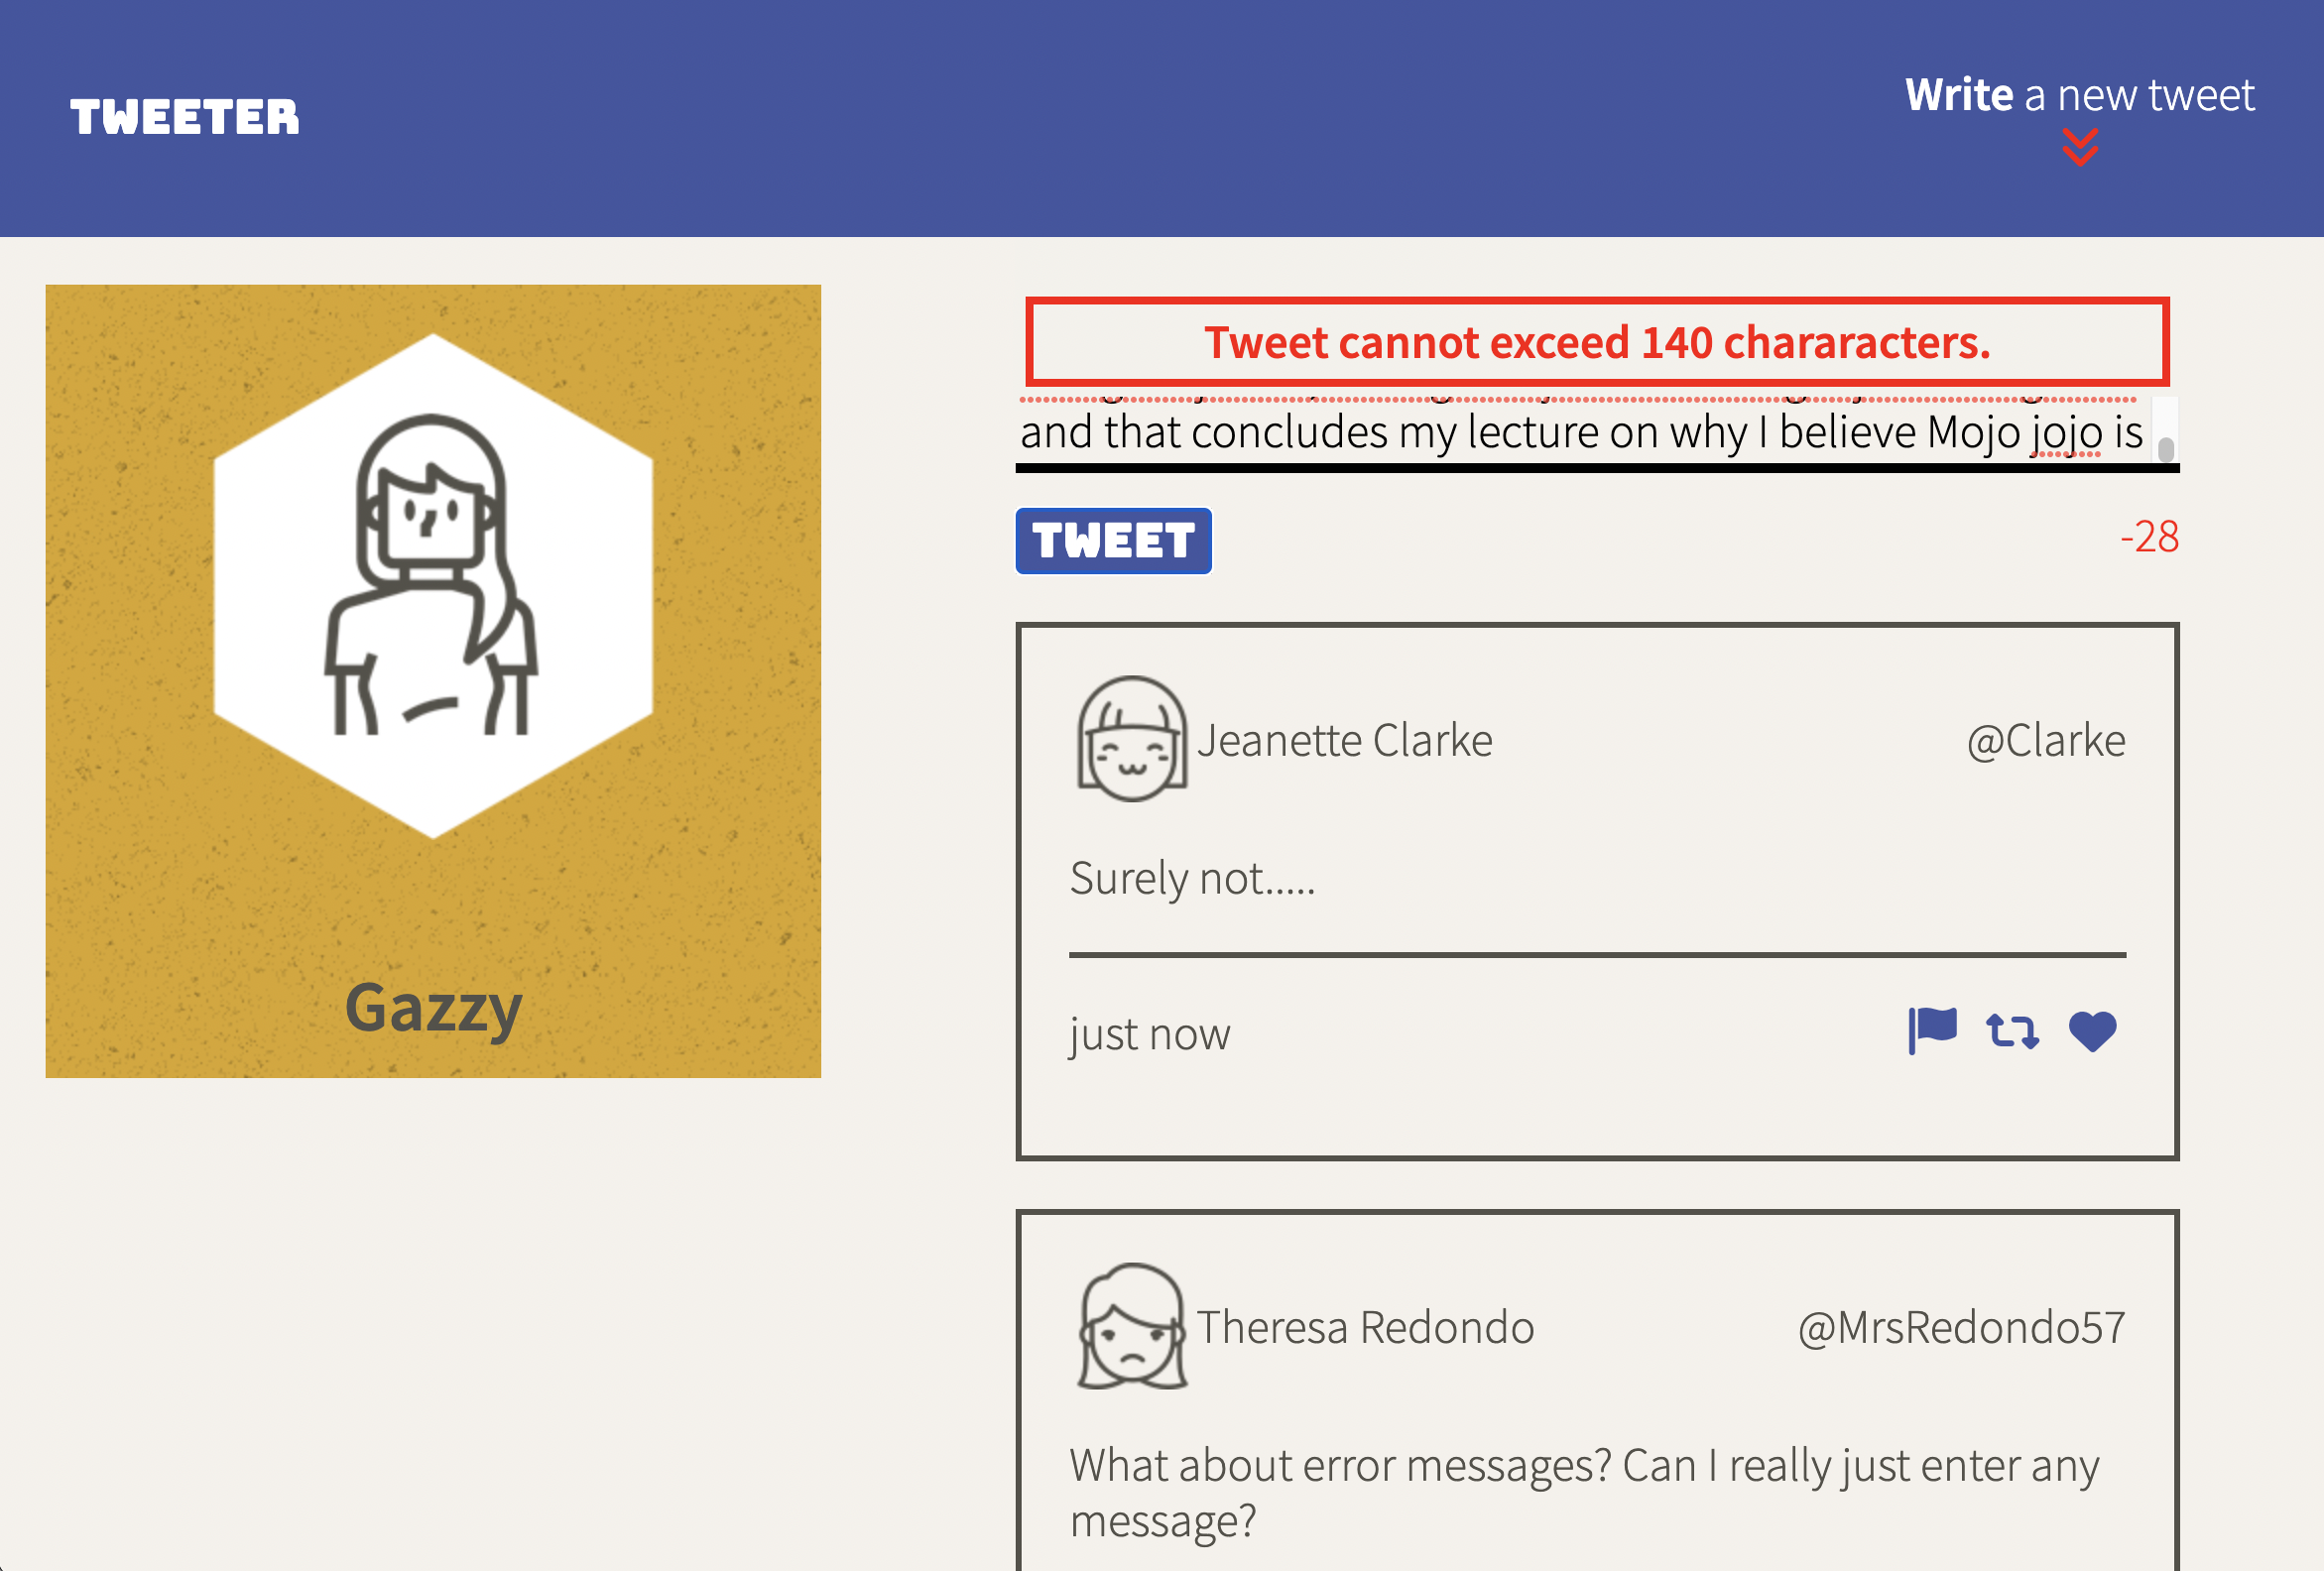 TWEETER
Write a new tweet
Tweet cannot exceed 140 chararacters.
and that concludes my lecture on why I believe Mojo jojo is
TWEET
-28
Jeanette Clarke
@Clarke
Surely not.....
just now
Gazzy
Theresa Redondo
@MrsRedondo57
What about error messages? Can I really just enter any
message?